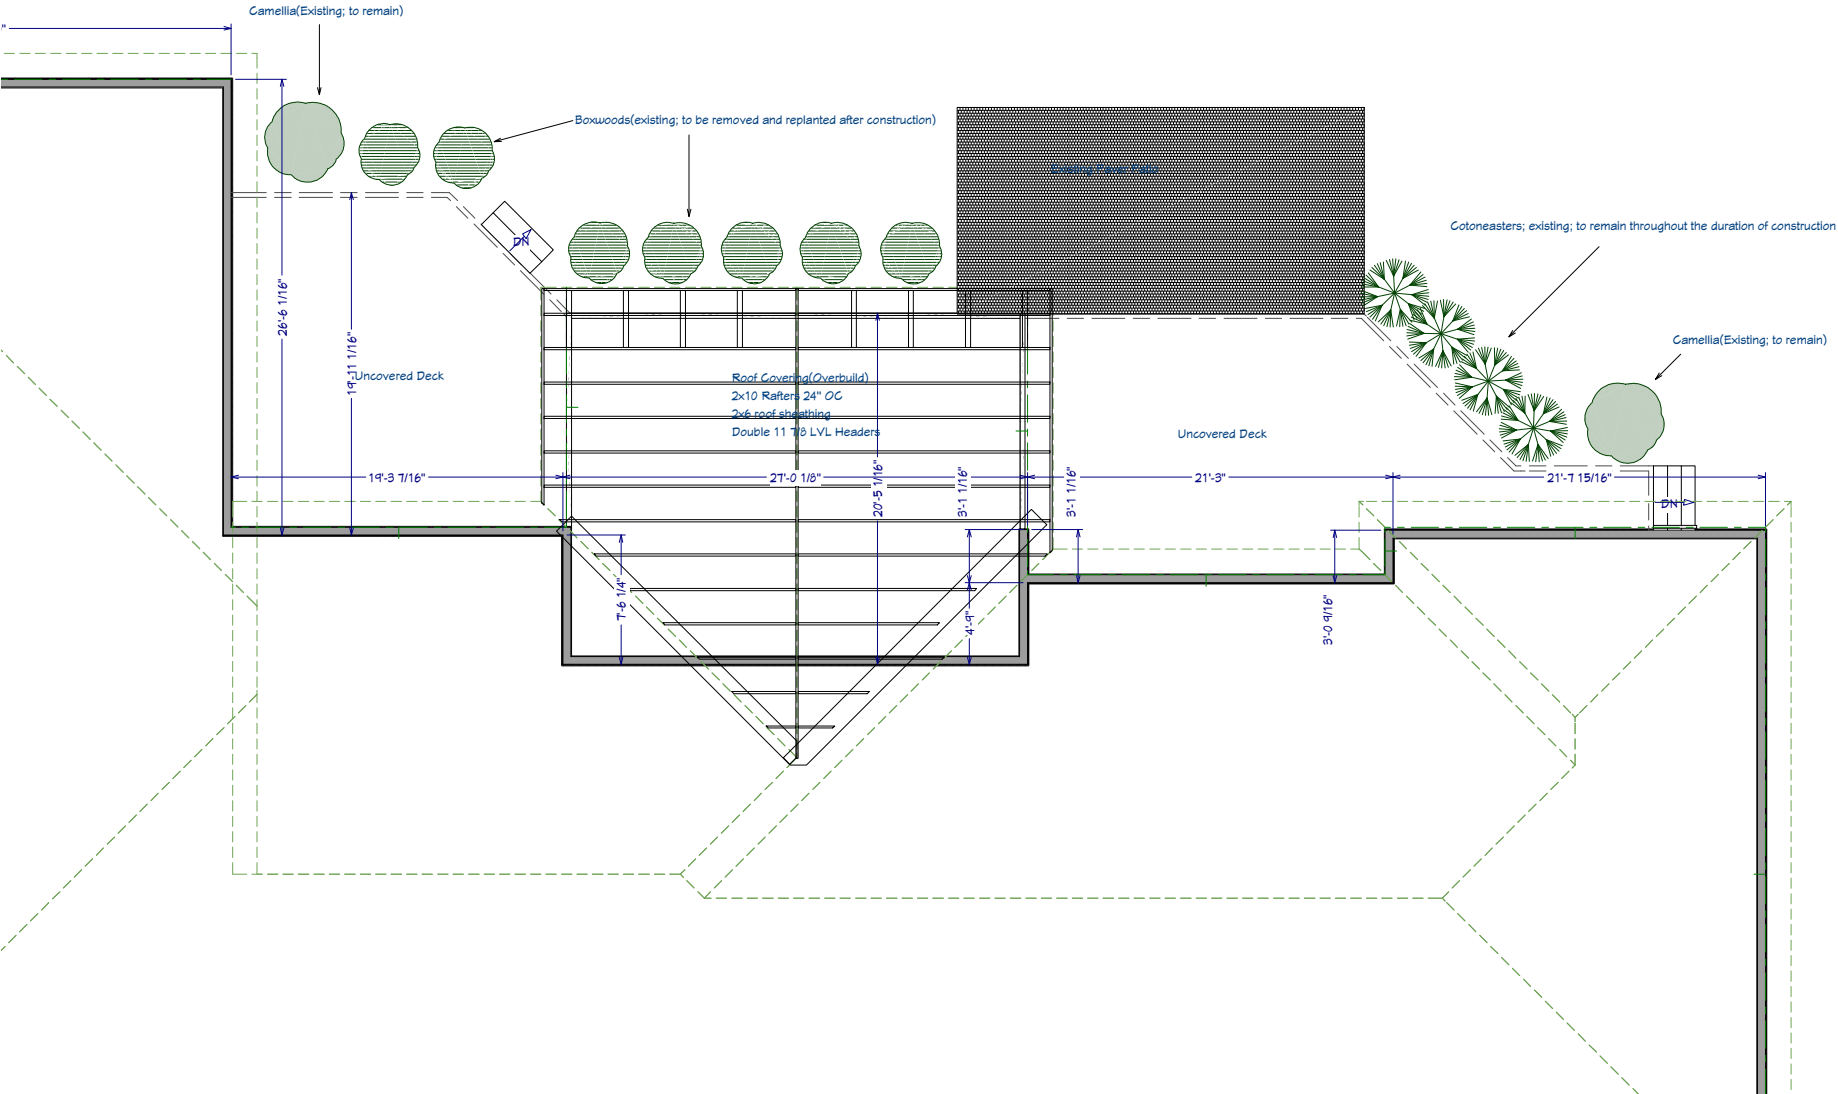 Camellia(Existing; to remain)
"
Boxwoods(existing; to be removed and replanted after construction)
Existing Paver Patio
Cotoneasters; existing; to remain throughout the duration of construction
DN
26'-6 1/16"
19'-11 1/16"
Uncovered Deck
Roof Covering(Overbuild)
2x10 Rafters 24" OC
2x6 roof sheathing
Double 11 7/8 LVL Headers
Camellia(Existing; to remain)
Uncovered Deck
19'-3 7/16"
27'-0 1/8"
20'-5 1/16"
3'-1 1/16"
3'-1 1/16"
21'-3"
21'-7 15/16"
DN
7'-6 1/4"
4'-9"
3'-0 9/16"